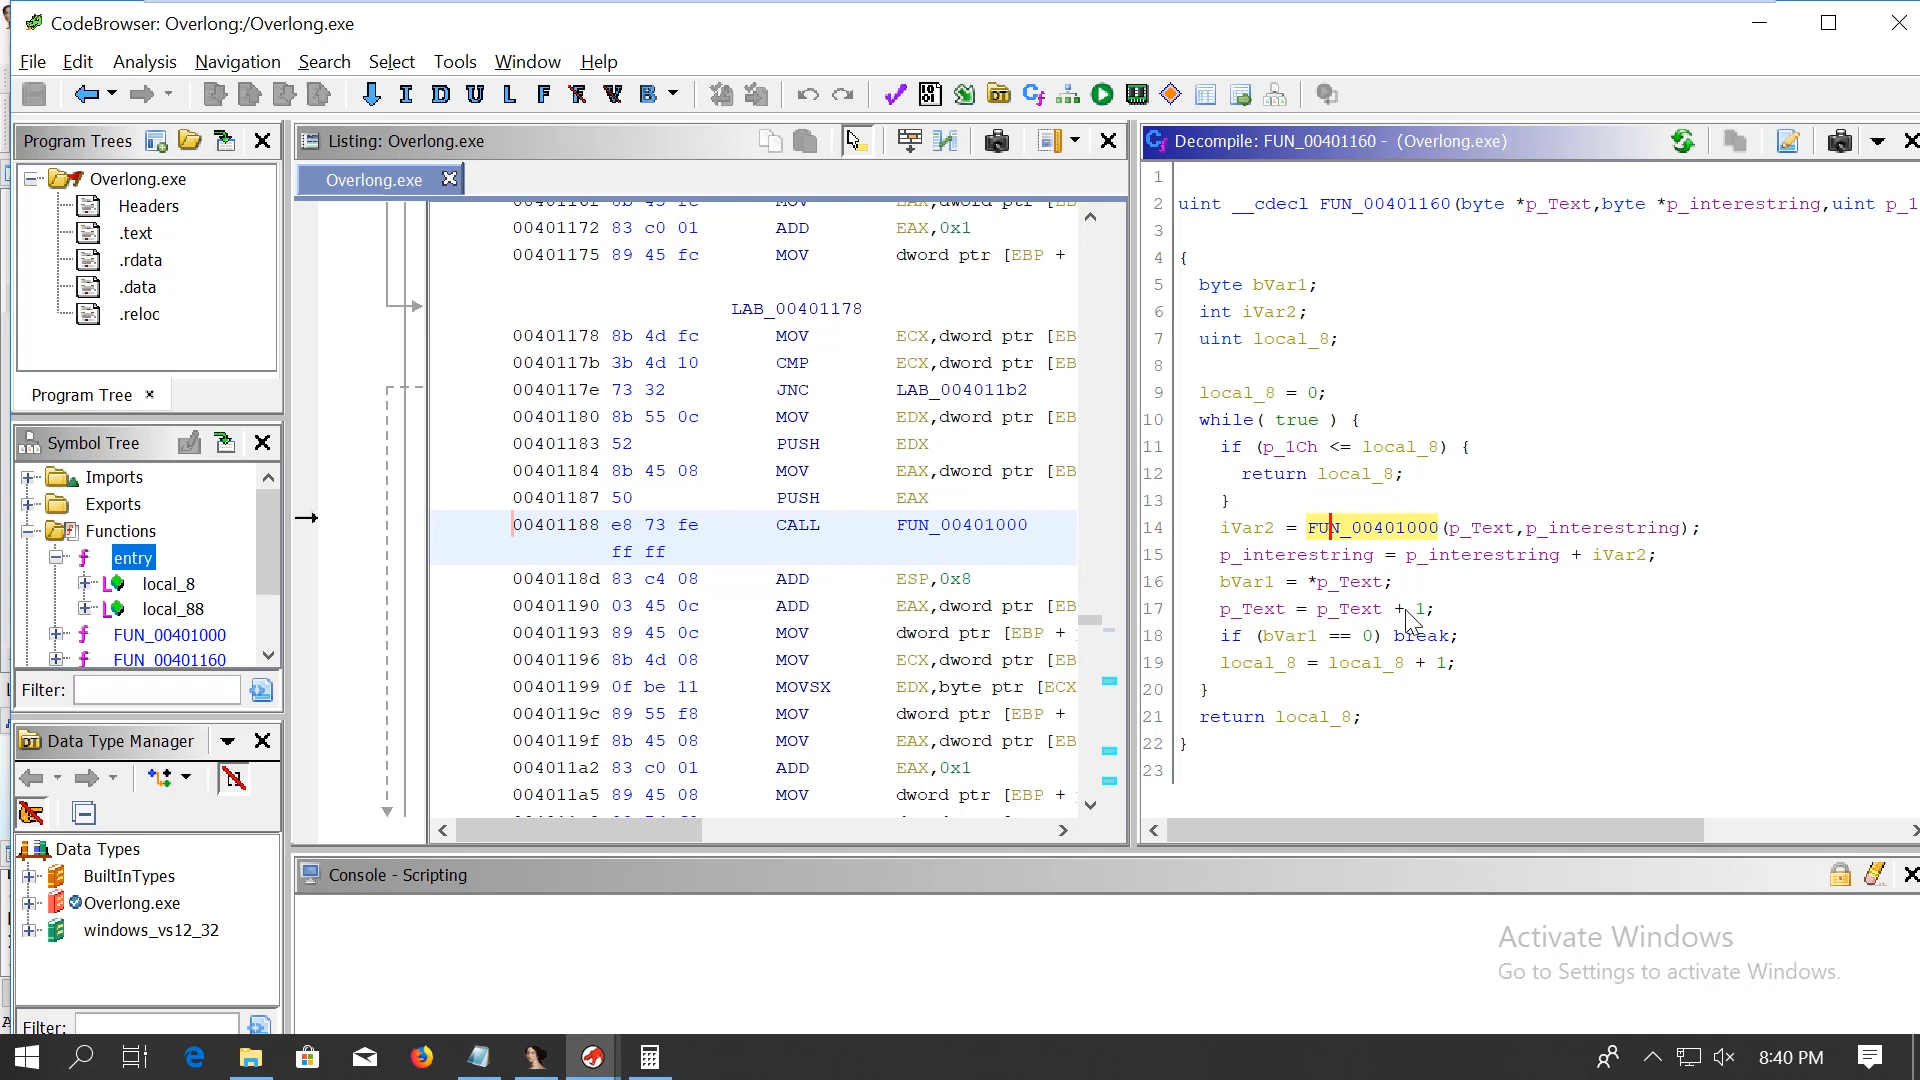 CodeBrowser: Overlong:/Overlong.exe
File Edit Analysis Navigation Search Select Tools Window Help
I D U L F V B
Program Trees
Overlong.exe
Headers
.text
.rdata
.data
.reloc
Program Tree
Symbol Tree
Imports
Exports
Functions
f entry
L local_8
L local_88
f FUN_00401000
f FUN_00401160
Filter:
Data Type Manager
Data Types
BuiltInTypes
Overlong.exe
windows_vs12_32
Filter:
Listing: Overlong.exe
Overlong.exe
00401172 83 c0 01 ADD EAX,0x1
00401175 89 45 fc MOV dword ptr [EBP +
LAB_00401178
00401178 8b 4d fc MOV ECX,dword ptr [EB
0040117b 3b 4d 10 CMP ECX,dword ptr [EB
0040117e 73 32 JNC LAB_004011b2
00401180 8b 55 0c MOV EDX,dword ptr [EB
00401183 52 PUSH EDX
00401184 8b 45 08 MOV EAX,dword ptr [EB
00401187 50 PUSH EAX
00401188 e8 73 fe CALL FUN_00401000
ff ff
0040118d 83 c4 08 ADD ESP,0x8
00401190 03 45 0c ADD EAX,dword ptr [EB
00401193 89 45 0c MOV dword ptr [EBP +
00401196 8b 4d 08 MOV ECX,dword ptr [EB
00401199 0f be 11 MOVSX EDX,byte ptr [ECX
0040119c 89 55 f8 MOV dword ptr [EBP +
0040119f 8b 45 08 MOV EAX,dword ptr [EB
004011a2 83 c0 01 ADD EAX,0x1
004011a5 89 45 08 MOV dword ptr [EBP +
Decompile: FUN_00401160 - (Overlong.exe)
1
2 uint __cdecl FUN_00401160(byte *p_Text,byte *p_interestring,uint p_1
3
4 {
5 byte bVar1;
6 int iVar2;
7 uint local_8;
8
9 local_8 = 0;
10 while( true ) {
11 if (p_1Ch <= local_8) {
12 return local_8;
13 }
14 iVar2 = FUN_00401000(p_Text,p_interestring);
15 p_interestring = p_interestring + iVar2;
16 bVar1 = *p_Text;
17 p_Text = p_Text + 1;
18 if (bVar1 == 0) break;
19 local_8 = local_8 + 1;
20 }
21 return local_8;
22 }
23
Console - Scripting
Activate Windows
Go to Settings to activate Windows.
8:40 PM